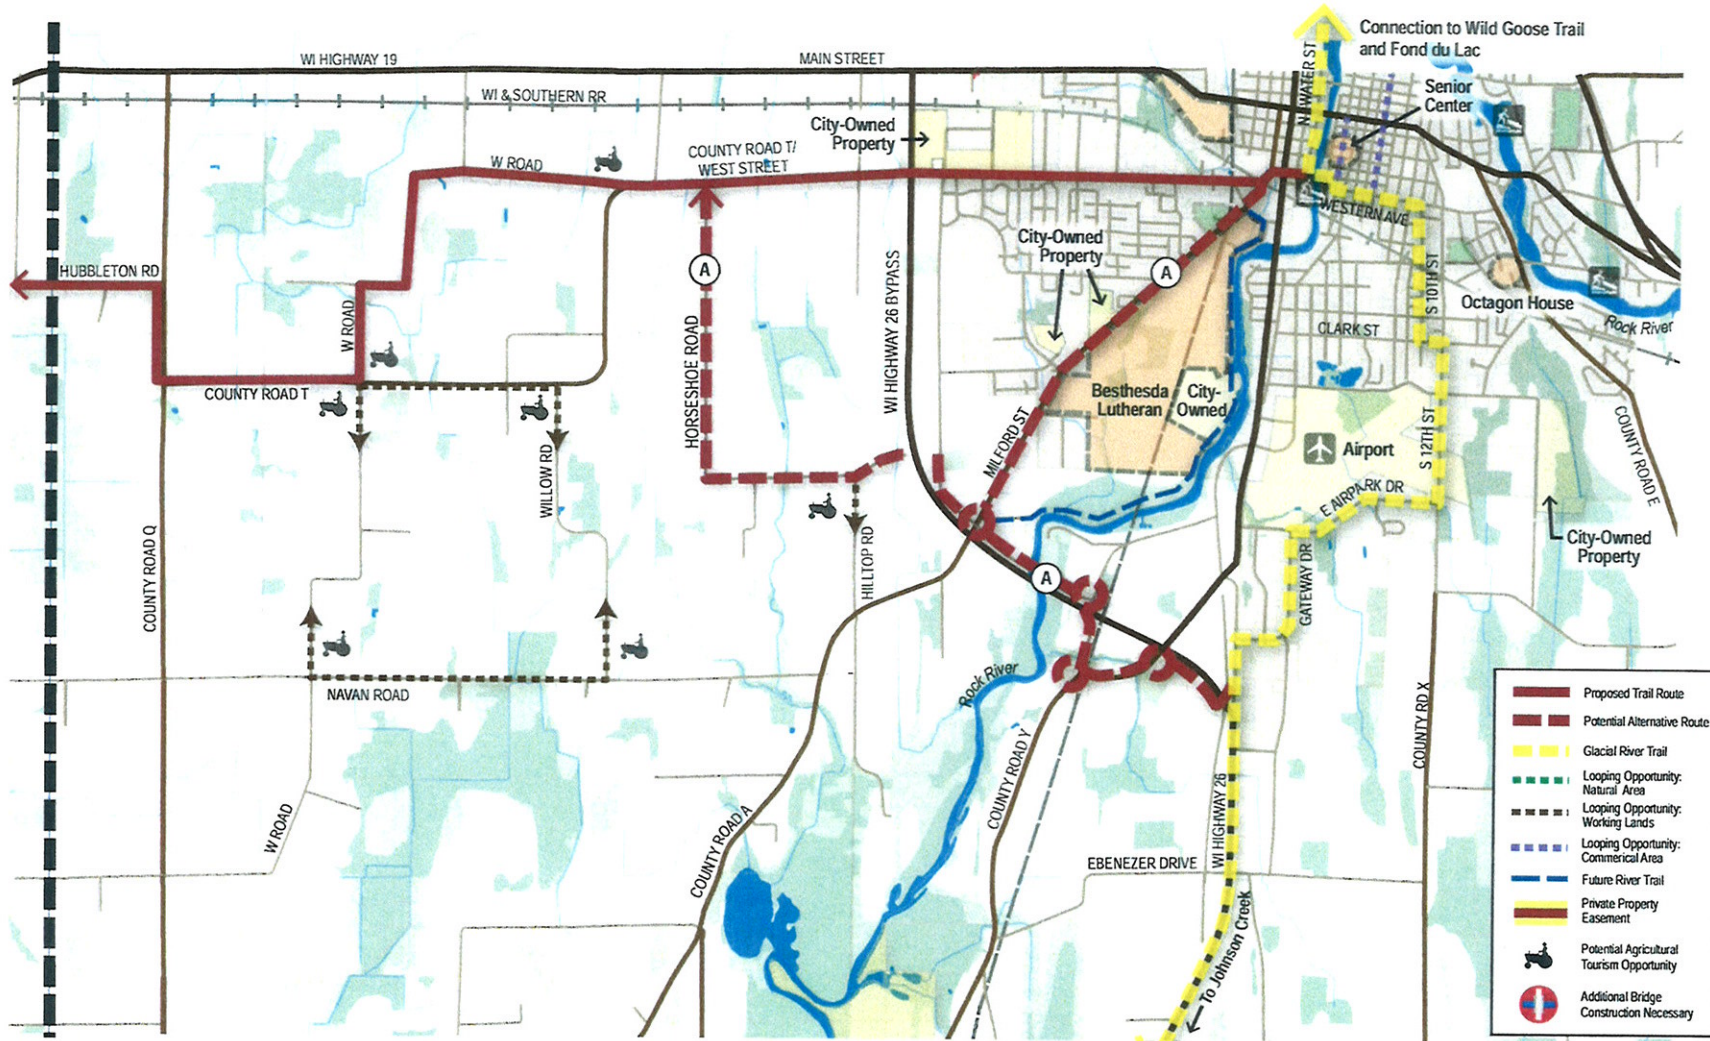 Connection to Wild Goose Trail
and Fond du Lac
N WATER ST
Senior
Center
WI HIGHWAY 19
MAIN STREET
WI & SOUTHERN RR
City-Owned
Property
COUNTY ROAD T/
WEST STREET
W ROAD
WESTERN AVE
City-Owned
Property
HUBBLETON RD
A
A
S 10TH ST
Octagon House
Rock River
W ROAD
HORSESHOE ROAD
WI HIGHWAY 26 BYPASS
CLARK ST
COUNTY ROAD T
Besthesda
Lutheran
City-
Owned
MILFORD ST
Airport
S 12TH ST
COUNTY ROAD E
WILLOW RD
E AIRPARK DR
City-Owned
Property
COUNTY ROAD Q
HILLTOP RD
A
GATEWAY DR
NAVAN ROAD
Rock River
COUNTY ROAD Y
COUNTY RD X
W ROAD
COUNTY ROAD A
WI HIGHWAY 26
EBENEZER DRIVE
To Johnson Creek
Proposed Trail Route
Potential Alternative Route
Glacial River Trail
Looping Opportunity:
Natural Area
Looping Opportunity:
Working Lands
Looping Opportunity:
Commerical Area
Future River Trail
Private Property
Easement
Potential Agricultural
Tourism Opportunity
Additional Bridge
Construction Necessary